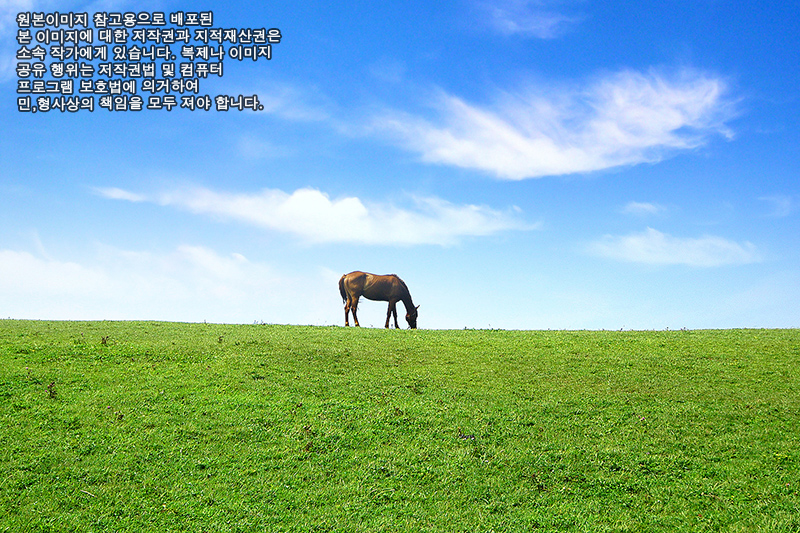 원본이미지 참고용으로 배포된
본 이미지에 대한 저작권과 지적재산권은
소속 작가에게 있습니다. 복제나 이미지
공유 행위는 저작권법 및 컴퓨터
프로그램 보호법에 의거하여
민,형사상의 책임을 모두 져야 합니다.